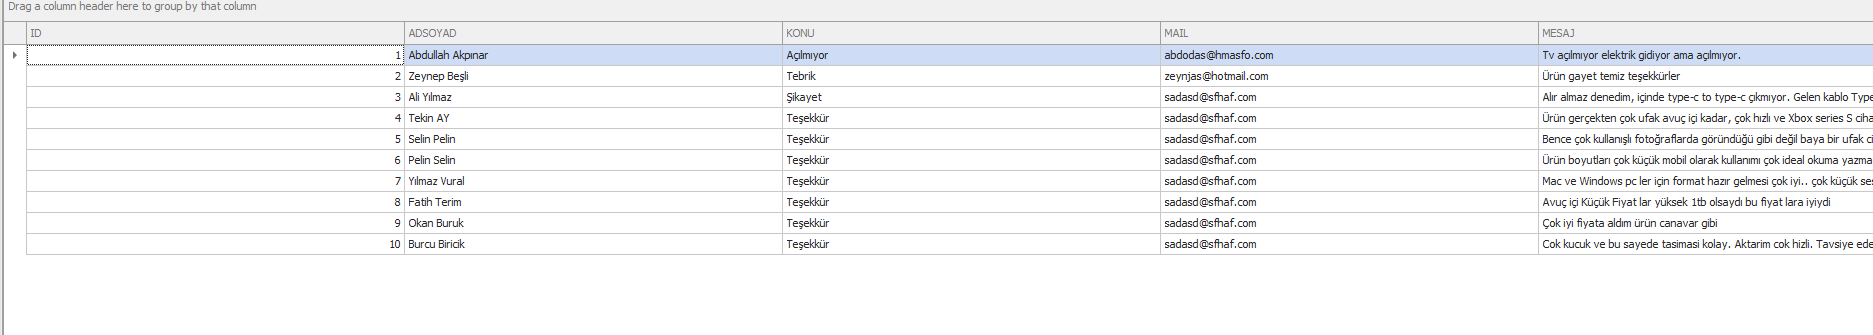 Drag a column header here to group by that column
ID ADSOYAD KONU MAIL MESAJ
1 Abdullah Akpınar Açılmıyor abdodas@hmasfo.com Tv açılmıyor elektrik gidiyor ama açılmıyor.
2 Zeynep Beşli Tebrik zeynjas@hotmail.com Ürün gayet temiz teşekkürler
3 Ali Yılmaz Şikayet sadasd@sfhaf.com Alır almaz denedim, içinde type-c to type-c çıkmıyor. Gelen kablo Type
4 Tekin AY Teşekkür sadasd@sfhaf.com Ürün gerçekten çok ufak avuç içi kadar, çok hızlı ve Xbox series S ciha
5 Selin Pelin Teşekkür sadasd@sfhaf.com Bence çok kullanışlı fotoğraflarda göründüğü gibi değil baya bir ufak ci
6 Pelin Selin Teşekkür sadasd@sfhaf.com Ürün boyutları çok küçük mobil olarak kullanımı çok ideal okuma yazma
7 Yılmaz Vural Teşekkür sadasd@sfhaf.com Mac ve Windows pc ler için format hazır gelmesi çok iyi.. çok küçük ses
8 Fatih Terim Teşekkür sadasd@sfhaf.com Avuç içi Küçük Fiyat lar yüksek 1tb olsaydı bu fiyat lara iyiydi
9 Okan Buruk Teşekkür sadasd@sfhaf.com Çok iyi fiyata aldım ürün canavar gibi
10 Burcu Biricik Teşekkür sadasd@sfhaf.com Cok kucuk ve bu sayede tasimasi kolay. Aktarim cok hizli. Tavsiye ede